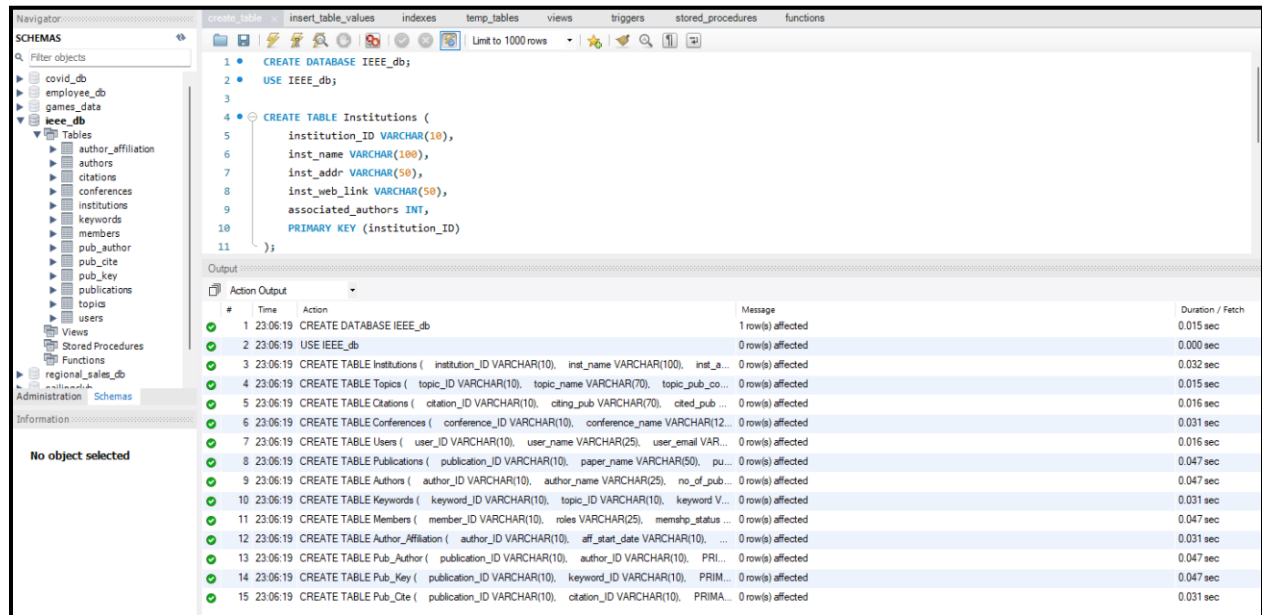 Navigator
SCHEMAS
Filter objects
covid_db
employee_db
games_data
ieee_db
Tables
author_affiliation
authors
citations
conferences
institutions
keywords
members
pub_author
pub_cite
pub_key
publications
topics
users
Views
Stored Procedures
Functions
regional_sales_db
Administration Schemas
Information
No object selected
create_table insert_table_values indexes temp_tables views triggers stored_procedures functions
Limit to 1000 rows
1 CREATE DATABASE IEEE_db;
2 USE IEEE_db;
3
4 CREATE TABLE Institutions (
5 institution_ID VARCHAR(10),
6 inst_name VARCHAR(100),
7 inst_addr VARCHAR(50),
8 inst_web_link VARCHAR(50),
9 associated_authors INT,
10 PRIMARY KEY (institution_ID)
11 );
Output
Action Output
# Time Action Message Duration / Fetch
1 23:06:19 CREATE DATABASE IEEE_db 1 row(s) affected 0.015 sec
2 23:06:19 USE IEEE_db 0 row(s) affected 0.000 sec
3 23:06:19 CREATE TABLE Institutions ( institution_ID VARCHAR(10), inst_name VARCHAR(100), inst_a... 0 row(s) affected 0.032 sec
4 23:06:19 CREATE TABLE Topics ( topic_ID VARCHAR(10), topic_name VARCHAR(70), topic_pub_co... 0 row(s) affected 0.015 sec
5 23:06:19 CREATE TABLE Citations ( citation_ID VARCHAR(10), citing_pub VARCHAR(70), cited_pub ... 0 row(s) affected 0.016 sec
6 23:06:19 CREATE TABLE Conferences ( conference_ID VARCHAR(10), conference_name VARCHAR(12... 0 row(s) affected 0.031 sec
7 23:06:19 CREATE TABLE Users ( user_ID VARCHAR(10), user_name VARCHAR(25), user_email VAR... 0 row(s) affected 0.016 sec
8 23:06:19 CREATE TABLE Publications ( publication_ID VARCHAR(10), paper_name VARCHAR(50), pu... 0 row(s) affected 0.047 sec
9 23:06:19 CREATE TABLE Authors ( author_ID VARCHAR(10), author_name VARCHAR(25), no_of_pub... 0 row(s) affected 0.047 sec
10 23:06:19 CREATE TABLE Keywords ( keyword_ID VARCHAR(10), topic_ID VARCHAR(10), keyword V... 0 row(s) affected 0.031 sec
11 23:06:19 CREATE TABLE Members ( member_ID VARCHAR(10), roles VARCHAR(25), memshp_status ... 0 row(s) affected 0.047 sec
12 23:06:19 CREATE TABLE Author_Affiliation ( author_ID VARCHAR(10), aff_start_date VARCHAR(10), ... 0 row(s) affected 0.031 sec
13 23:06:19 CREATE TABLE Pub_Author ( publication_ID VARCHAR(10), author_ID VARCHAR(10), PRI... 0 row(s) affected 0.047 sec
14 23:06:19 CREATE TABLE Pub_Key ( publication_ID VARCHAR(10), keyword_ID VARCHAR(10), PRIM... 0 row(s) affected 0.047 sec
15 23:06:19 CREATE TABLE Pub_Cite ( publication_ID VARCHAR(10), citation_ID VARCHAR(10), PRIMA... 0 row(s) affected 0.031 sec